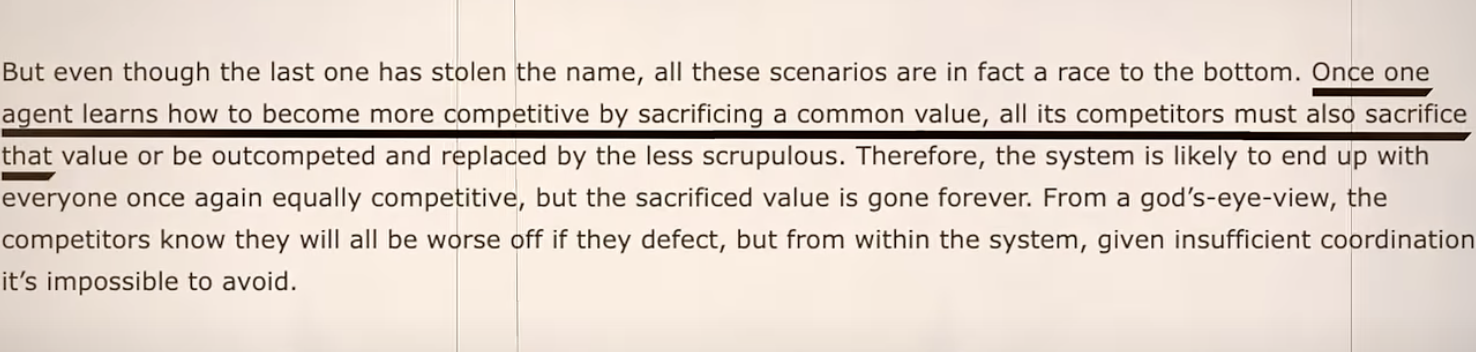 But even though the last one has stolen the name, all these scenarios are in fact a race to the bottom. Once one
agent learns how to become more competitive by sacrificing a common value, all its competitors must also sacrifice
that value or be outcompeted and replaced by the less scrupulous. Therefore, the system is likely to end up with
everyone once again equally competitive, but the sacrificed value is gone forever. From a god’s-eye-view, the
competitors know they will all be worse off if they defect, but from within the system, given insufficient coordination
it’s impossible to avoid.